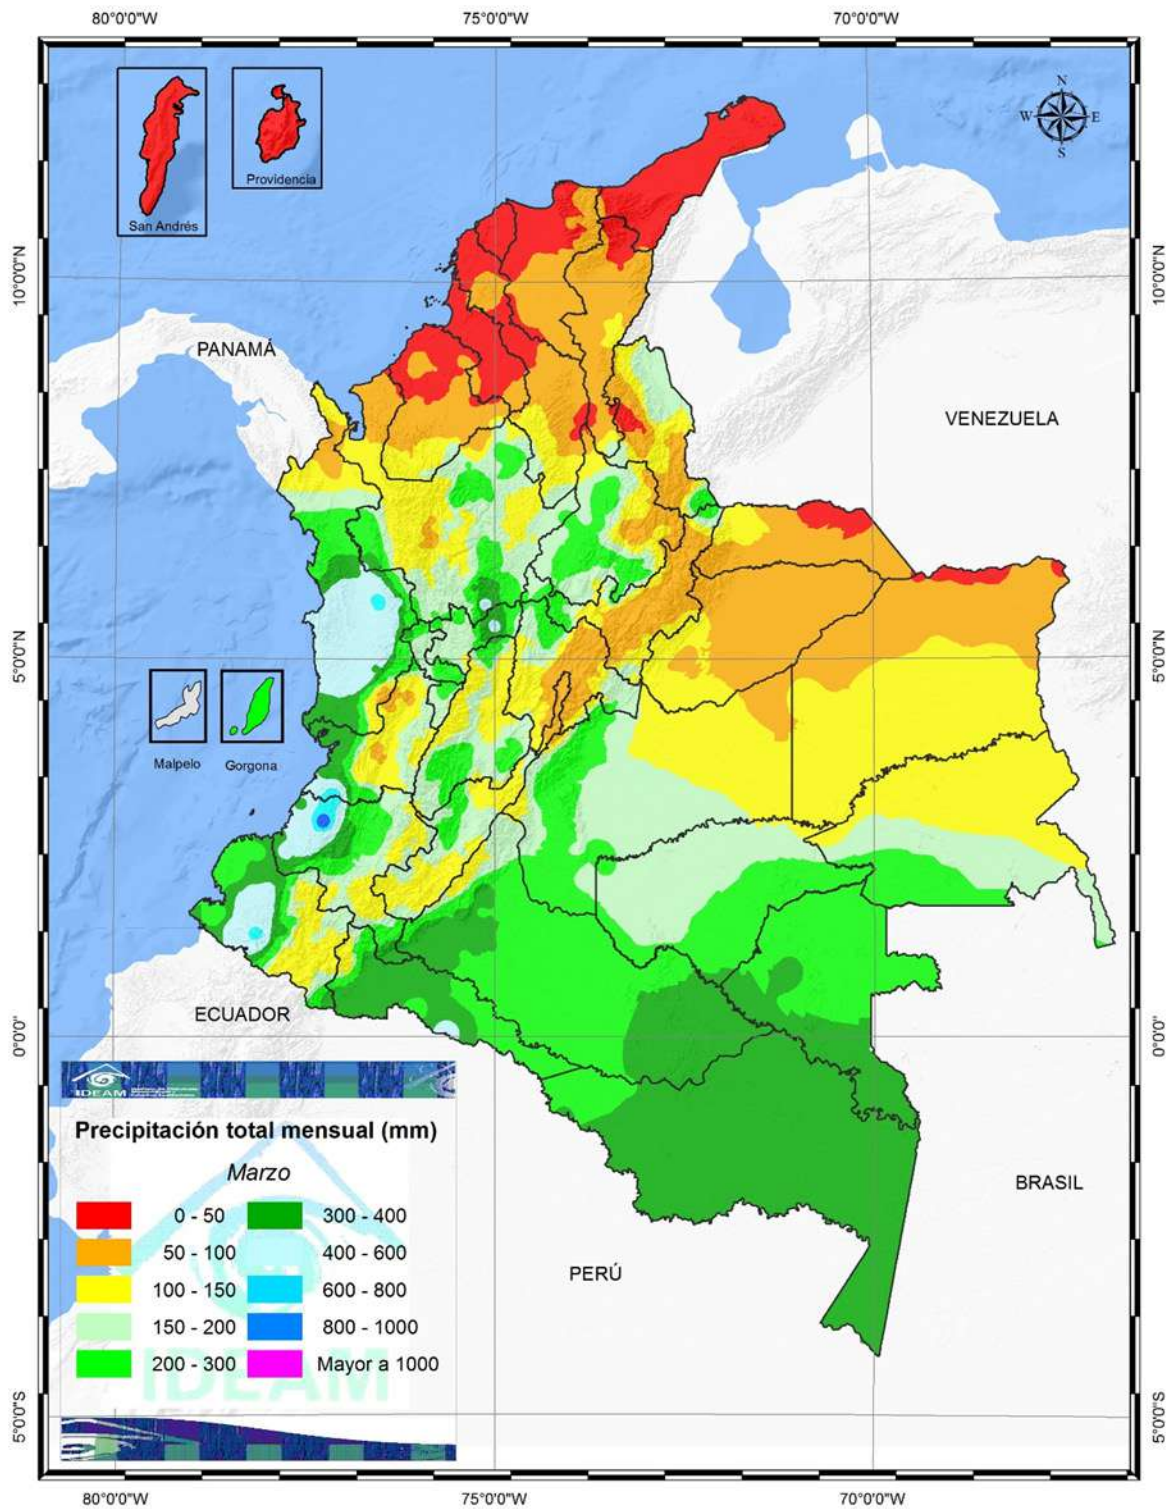 80°0'0"W 75°0'0"W 70°0'0"W
N
W E
S
San Andrés
Providencia
10°0'0"N 10°0'0"N
PANAMÁ
VENEZUELA
5°0'0"N 5°0'0"N
Malpelo Gorgona
ECUADOR
0°0'0" 0°0'0"
IDEAM
Precipitación total mensual (mm)
Marzo
0 - 50 300 - 400
50 - 100 400 - 600
100 - 150 600 - 800
150 - 200 800 - 1000
200 - 300 Mayor a 1000
IDEAM
BRASIL
PERÚ
5°0'0"S 5°0'0"S
80°0'0"W 75°0'0"W 70°0'0"W